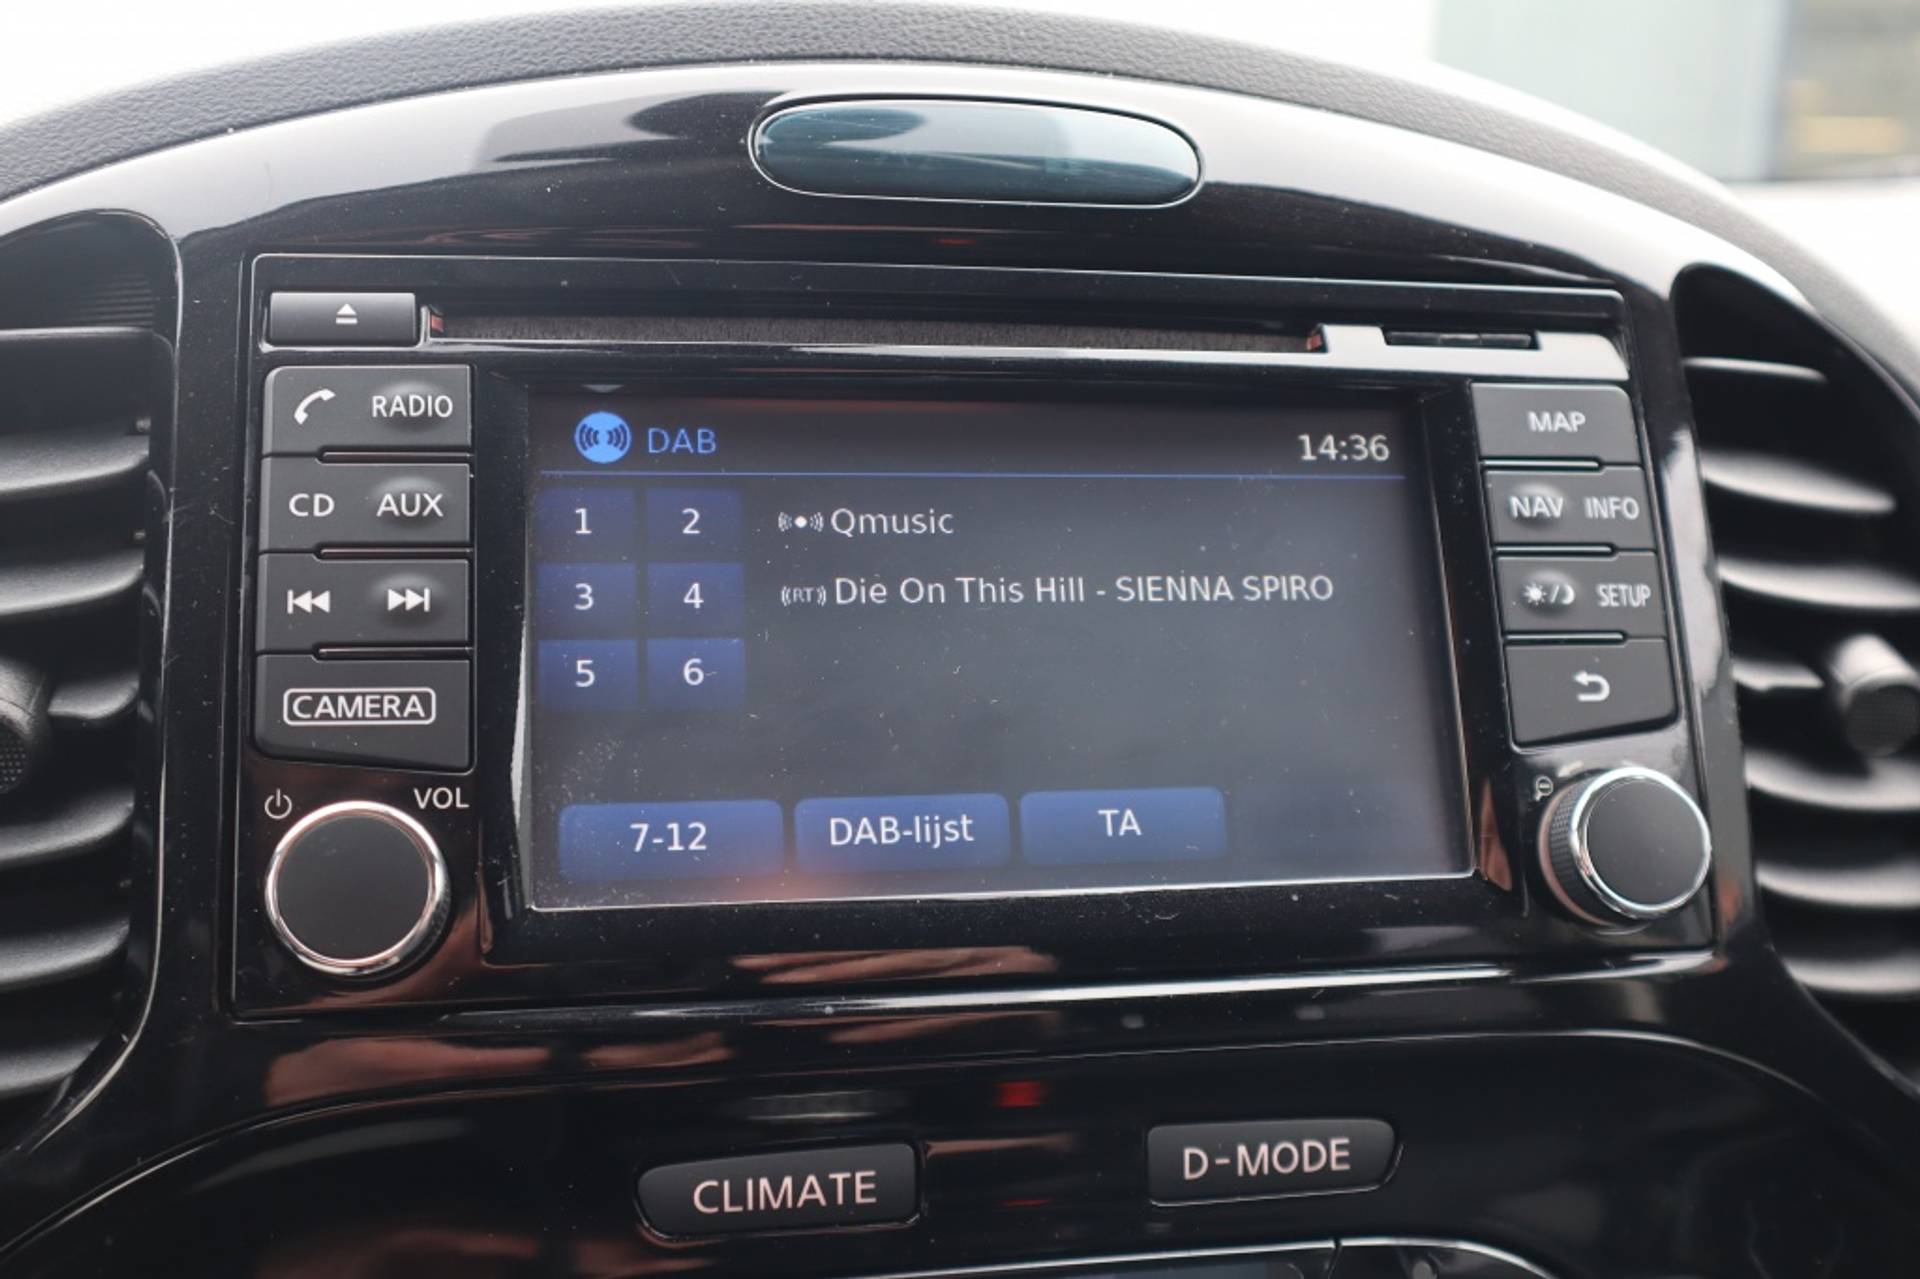 RADIO
CD AUX
CAMERA
VOL
DAB 14:36
1 2
3 4
5 6
Qmusic
(RT) Die On This Hill - SIENNA SPIRO
7-12 DAB-lijst TA
MAP
NAV INFO
SETUP
CLIMATE
D-MODE